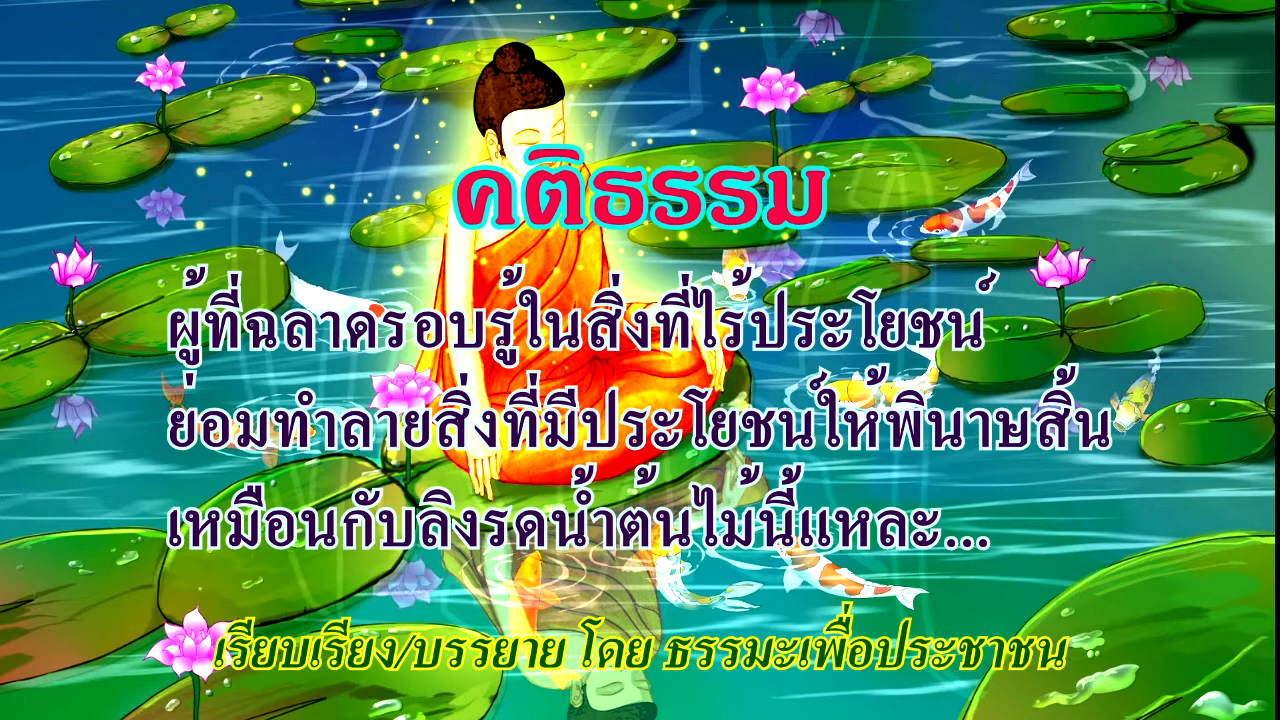 คติธรรม
ผู้ที่ฉลาดรอบรู้ในสิ่งที่ไร้ประโยชน์
ย่อมทำลายสิ่งที่มีประโยชน์ให้พินาษสิ้น
เหมือนกับลิงรดน้ำต้นไม้นี้แหละ...
เรียบเรียง/บรรยาย โดย ธรรมะเพื่อประชาชน